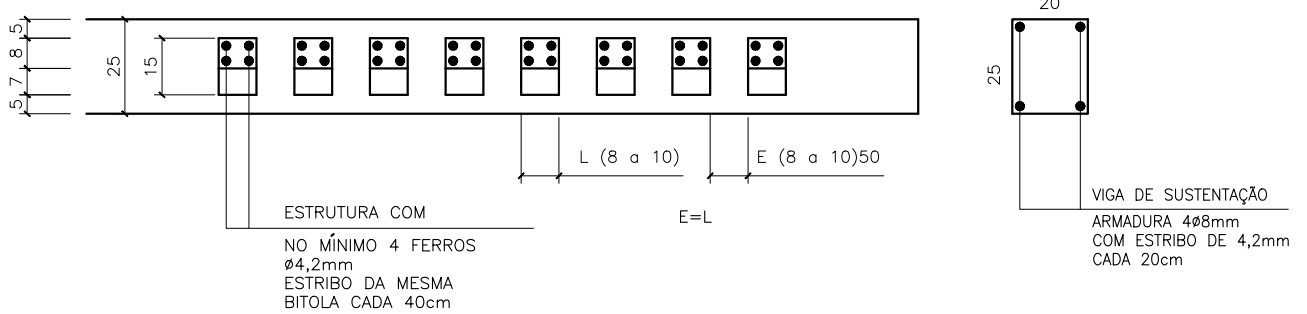 5
8
7
5
25
15
L (8 a 10)
E (8 a 10)50
E=L
ESTRUTURA COM
NO MÍNIMO 4 FERROS
ø4,2mm
ESTRIBO DA MESMA
BITOLA CADA 40cm
20
25
VIGA DE SUSTENTAÇÃO
ARMADURA 4ø8mm
COM ESTRIBO DE 4,2mm
CADA 20cm